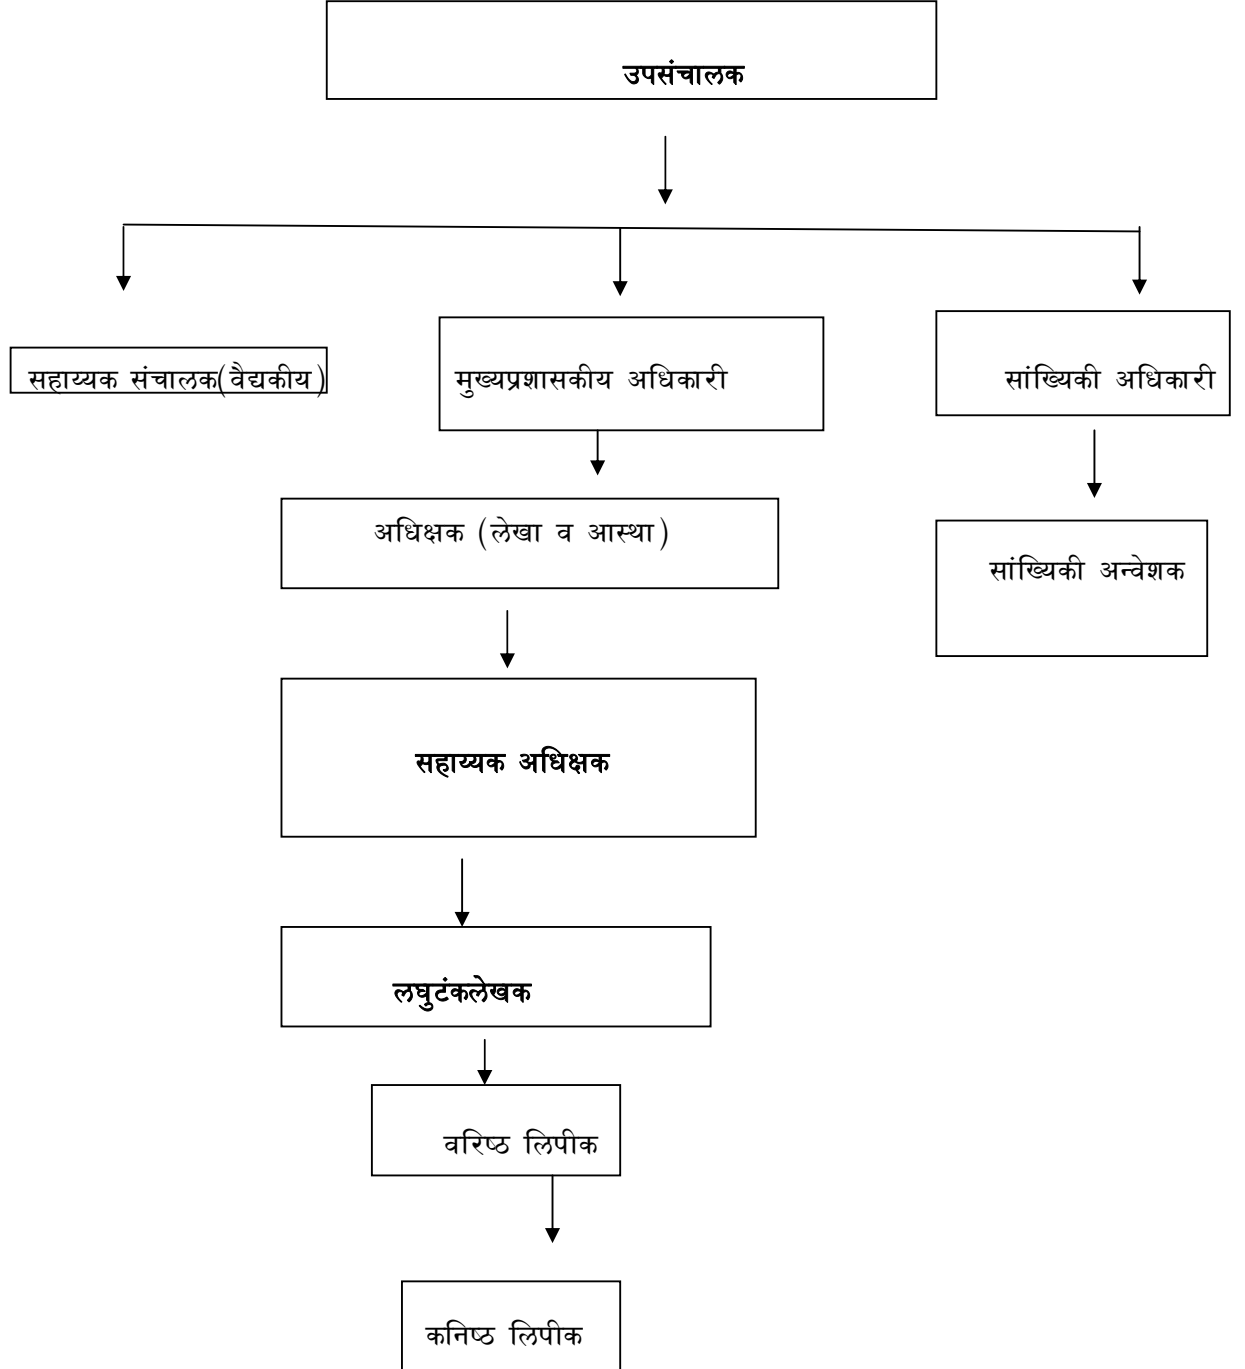 उपसंचालक
सहाय्यक संचालक(वैद्यकीय)
मुख्यप्रशासकीय अधिकारी
सांख्यिकी अधिकारी
अधिक्षक (लेखा व आस्था)
सांख्यिकी अन्वेशक
सहाय्यक अधिक्षक
लघुटंकलेखक
वरिष्ठ लिपीक
कनिष्ठ लिपीक